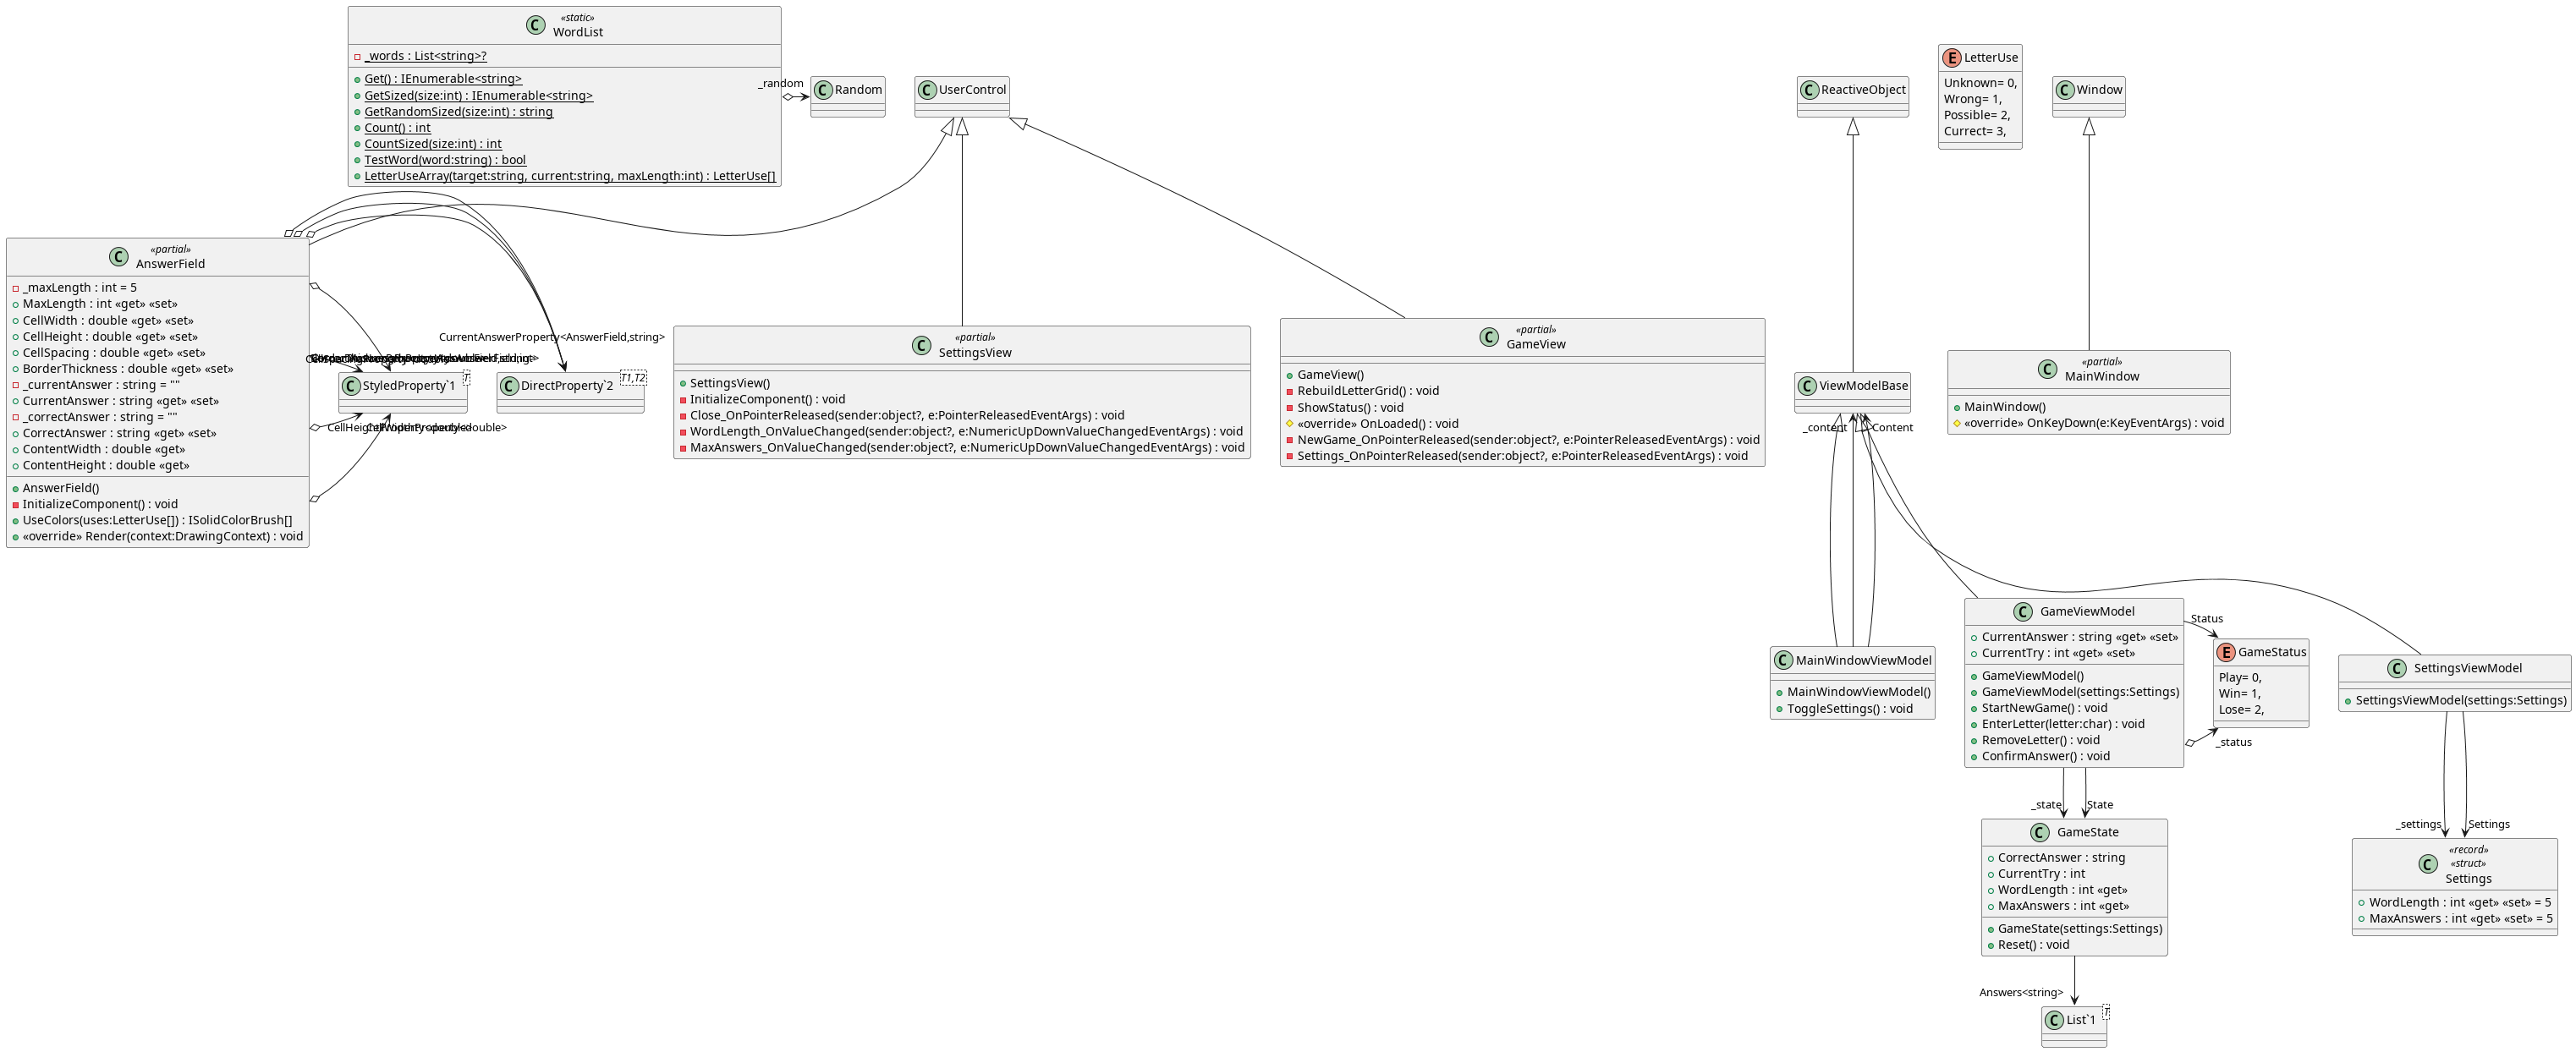 «static»
WordList
_words : List<string>?
Get() : IEnumerable<string>
GetSized(size:int) : IEnumerable<string>
GetRandomSized(size:int) : string
Count() : int
CountSized(size:int) : int
TestWord(word:string) : bool
LetterUseArray(target:string, current:string, maxLength:int) : LetterUse[]
_random
C Random
C UserControl
C ReactiveObject
E LetterUse
Unknown= 0,
Wrong= 1,
Possible= 2,
Currect= 3,
C Window
«partial»
C AnswerField
_maxLength : int = 5
MaxLength : int «get» «set»
CellWidth : double «get» «set»
CellHeight : double «get» «set»
CellSpacing : double «get» «set»
BorderThickness : double «get» «set»
_currentAnswer : string = ""
CurrentAnswer : string «get» «set»
_correctAnswer : string = ""
CorrectAnswer : string «get» «set»
ContentWidth : double «get»
ContentHeight : double «get»
AnswerField()
InitializeComponent() : void
UseColors(uses:LetterUse[]) : ISolidColorBrush[]
«override» Render(context:DrawingContext) : void
CurrentAnswerProperty<AnswerField,string>
C StyledProperty`1
T
C DirectProperty`2
T1,T2
«partial»
C SettingsView
SettingsView()
InitializeComponent() : void
Close_OnPointerReleased(sender:object?, e:PointerReleasedEventArgs) : void
WordLength_OnValueChanged(sender:object?, e:NumericUpDownValueChangedEventArgs) : void
MaxAnswers_OnValueChanged(sender:object?, e:NumericUpDownValueChangedEventArgs) : void
«partial»
C GameView
GameView()
RebuildLetterGrid() : void
ShowStatus() : void
«override» OnLoaded() : void
NewGame_OnPointerReleased(sender:object?, e:PointerReleasedEventArgs) : void
Settings_OnPointerReleased(sender:object?, e:PointerReleasedEventArgs) : void
C ViewModelBase
_content
Content
«partial»
C MainWindow
MainWindow()
«override» OnKeyDown(e:KeyEventArgs) : void
C MainWindowViewModel
MainWindowViewModel()
ToggleSettings() : void
C GameViewModel
CurrentAnswer : string «get» «set»
CurrentTry : int «get» «set»
GameViewModel()
GameViewModel(settings:Settings)
StartNewGame() : void
EnterLetter(letter:char) : void
RemoveLetter() : void
ConfirmAnswer() : void
Status
E GameStatus
Play= 0,
Win= 1,
Lose= 2,
_status
C SettingsViewModel
SettingsViewModel(settings:Settings)
_state
State
_settings
Settings
C GameState
CorrectAnswer : string
CurrentTry : int
WordLength : int «get»
MaxAnswers : int «get»
GameState(settings:Settings)
Reset() : void
«record»
«struct»
C Settings
WordLength : int «get» «set» = 5
MaxAnswers : int «get» «set» = 5
Answers<string>
C List`1
T